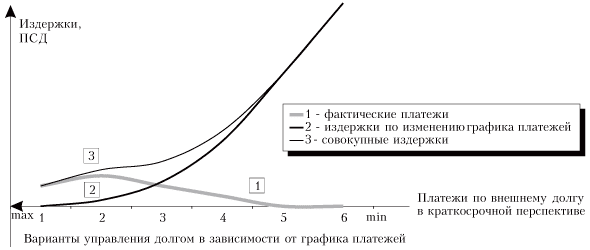 Издержки,
ПСД
1 - фактические платежи
2 - издержки по изменению графика платежей
3 - совокупные издержки
3
2
1
Платежи по внешнему долгу
в краткосрочной перспективе
max 1 2 3 4 5 6 min
Варианты управления долгом в зависимости от графика платежей